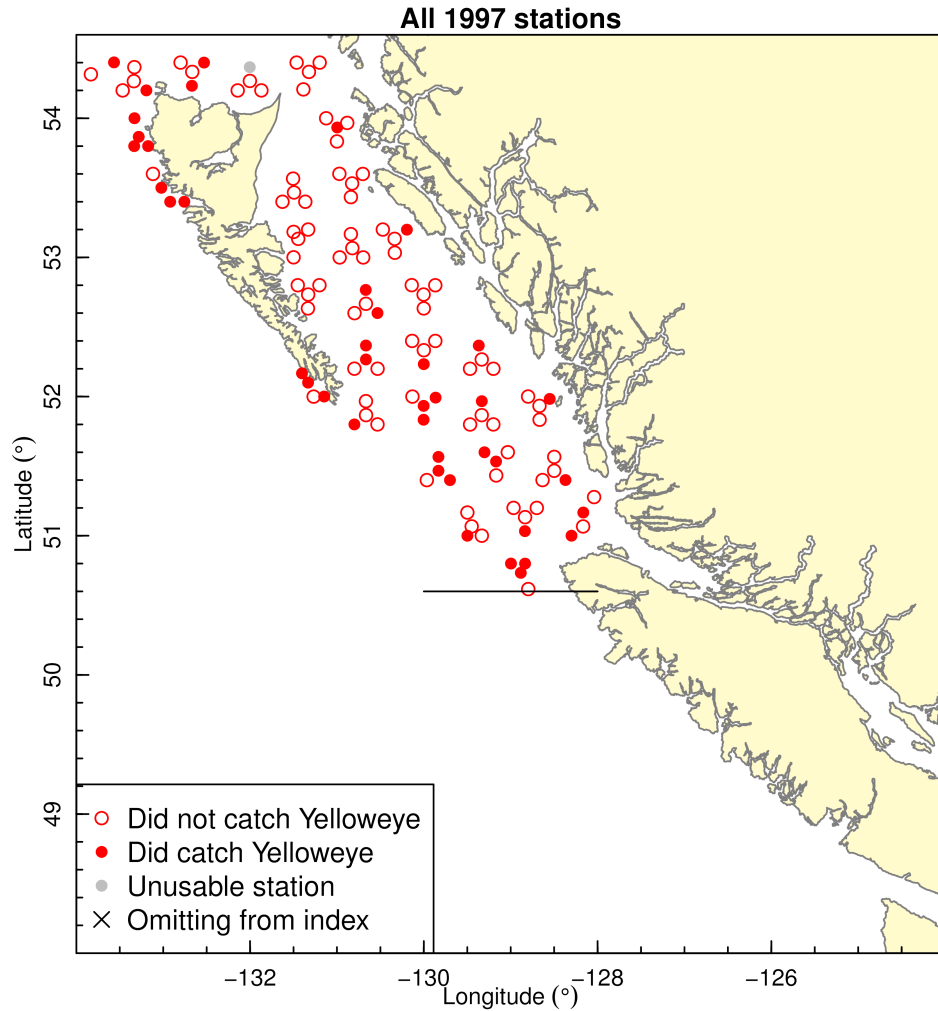 All 1997 stations
54
53
52
51
50
49
Latitude (°)
Did not catch Yelloweye
Did catch Yelloweye
Unusable station
Omitting from index
−132
−130
−128
−126
Longitude (°)